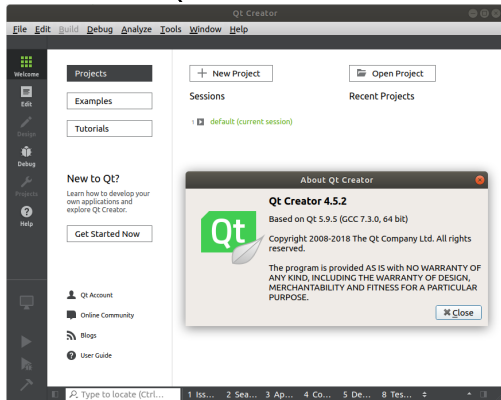 Qt Creator
File Edit Build Debug Analyze Tools Window Help
Welcome
Edit
Design
Debug
Projects
Help
Projects
Examples
Tutorials
New to Qt?
Learn how to develop your
own applications and
explore Qt Creator.
Get Started Now
Qt Account
Online Community
Blogs
User Guide
+ New Project
Open Project
Sessions
Recent Projects
1 default (current session)
About Qt Creator
Qt
Qt Creator 4.5.2
Based on Qt 5.9.5 (GCC 7.3.0, 64 bit)
Copyright 2008-2018 The Qt Company Ltd. All rights
reserved.
The program is provided AS IS with NO WARRANTY OF
ANY KIND, INCLUDING THE WARRANTY OF DESIGN,
MERCHANTABILITY AND FITNESS FOR A PARTICULAR
PURPOSE.
Close
Type to locate (Ctrl...
1 Iss... 2 Sea... 3 Ap... 4 Co... 5 De... 8 Tes...